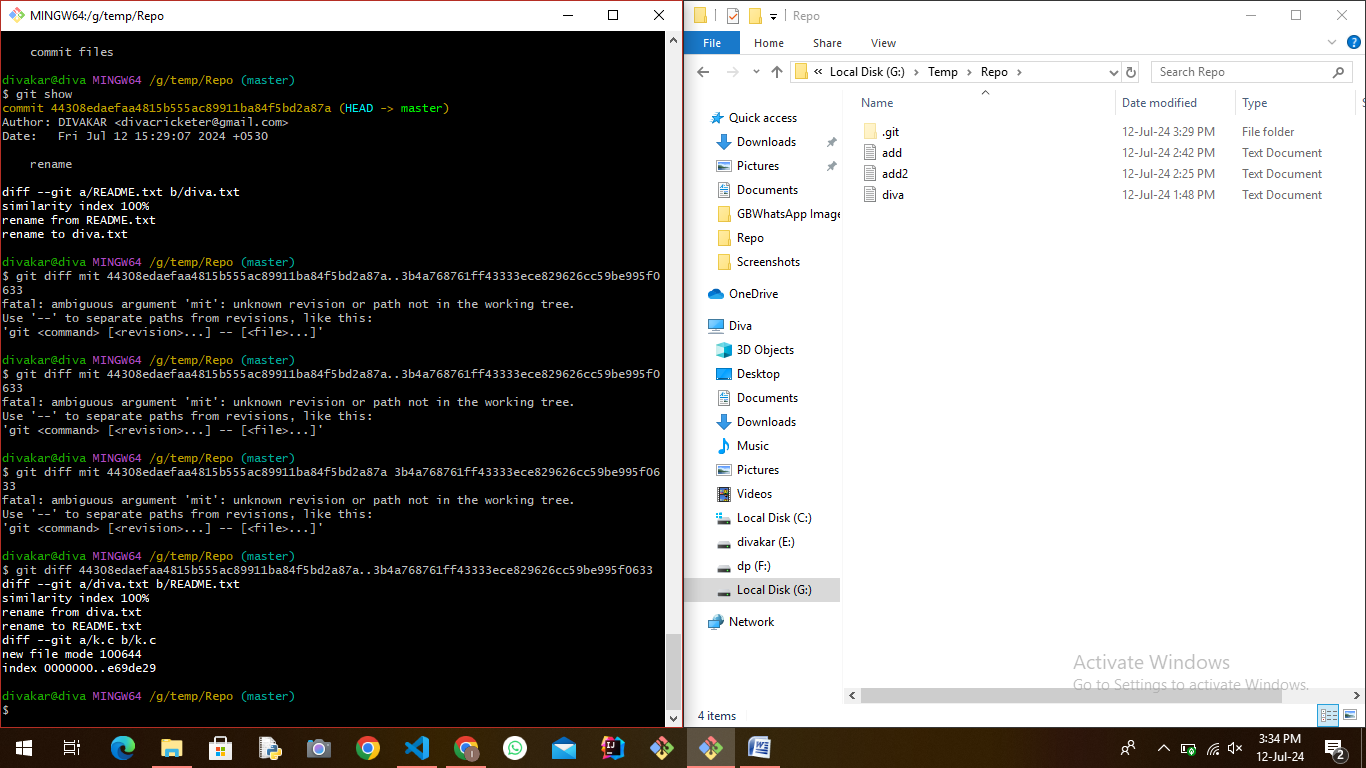 MINGW64:/g/temp/Repo
commit files
divakar@diva MINGW64 /g/temp/Repo (master)
$ git show
commit 44308edaefaa4815b555ac89911ba84f5bd2a87a (HEAD -> master)
Author: DIVAKAR <divacricketer@gmail.com>
Date:   Fri Jul 12 15:29:07 2024 +0530
rename
diff --git a/README.txt b/diva.txt
similarity index 100%
rename from README.txt
rename to diva.txt
divakar@diva MINGW64 /g/temp/Repo (master)
$ git diff mit 44308edaefaa4815b555ac89911ba84f5bd2a87a..3b4a768761ff43333ece829626cc59be995f0
633
fatal: ambiguous argument 'mit': unknown revision or path not in the working tree.
Use '--' to separate paths from revisions, like this:
'git <command> [<revision>...] -- [<file>...]'
divakar@diva MINGW64 /g/temp/Repo (master)
$ git diff mit 44308edaefaa4815b555ac89911ba84f5bd2a87a..3b4a768761ff43333ece829626cc59be995f0
633
fatal: ambiguous argument 'mit': unknown revision or path not in the working tree.
Use '--' to separate paths from revisions, like this:
'git <command> [<revision>...] -- [<file>...]'
divakar@diva MINGW64 /g/temp/Repo (master)
$ git diff mit 44308edaefaa4815b555ac89911ba84f5bd2a87a 3b4a768761ff43333ece829626cc59be995f06
33
fatal: ambiguous argument 'mit': unknown revision or path not in the working tree.
Use '--' to separate paths from revisions, like this:
'git <command> [<revision>...] -- [<file>...]'
divakar@diva MINGW64 /g/temp/Repo (master)
$ git diff 44308edaefaa4815b555ac89911ba84f5bd2a87a..3b4a768761ff43333ece829626cc59be995f0633
diff --git a/diva.txt b/README.txt
similarity index 100%
rename from diva.txt
rename to README.txt
diff --git a/k.c b/k.c
new file mode 100644
index 0000000..e69de29
divakar@diva MINGW64 /g/temp/Repo (master)
$
Repo
File Home Share View
« Local Disk (G:) > Temp > Repo >
Search Repo
Quick access
Downloads
Pictures
Documents
GBWhatsApp Image
Repo
Screenshots
OneDrive
Diva
3D Objects
Desktop
Documents
Downloads
Music
Pictures
Videos
Local Disk (C:)
divakar (E:)
dp (F:)
Local Disk (G:)
Network
Name Date modified Type
.git 12-Jul-24 3:29 PM File folder
add 12-Jul-24 2:42 PM Text Document
add2 12-Jul-24 2:25 PM Text Document
diva 12-Jul-24 1:48 PM Text Document
Activate Windows
Go to Settings to activate Windows.
4 items
3:34 PM
12-Jul-24
2